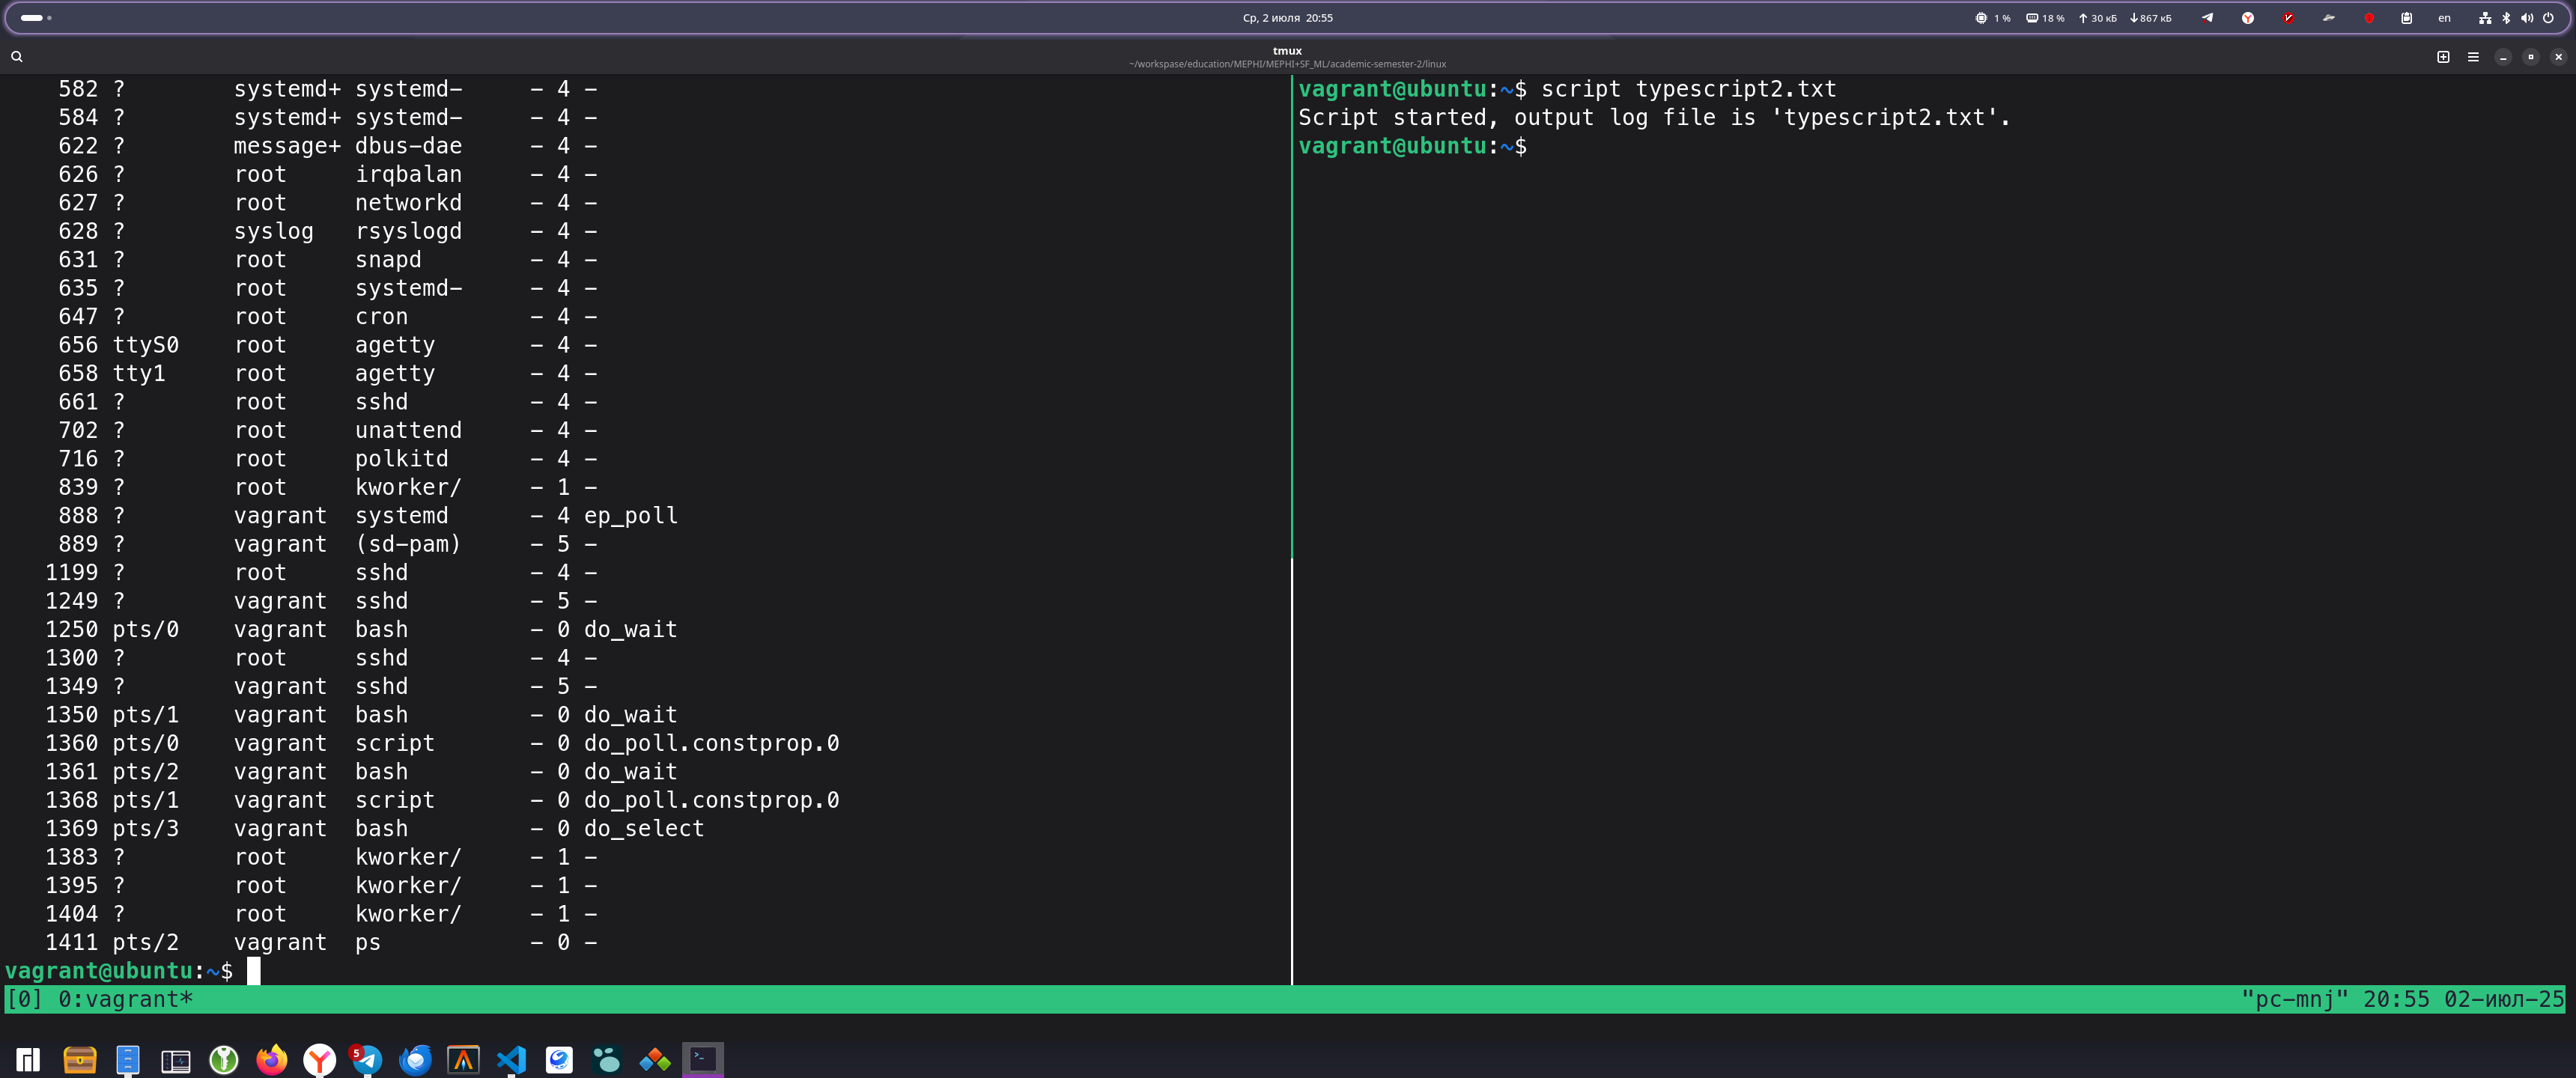 Ср, 2 июля 20:55
1 %
18 %
30 кБ
867 кБ
en
tmux
~/workspase/education/MEPHI/MEPHI+SF_ML/academic-semester-2/linux
582 ? systemd+ systemd- - 4 -
584 ? systemd+ systemd- - 4 -
622 ? message+ dbus-dae - 4 -
626 ? root irqbalan - 4 -
627 ? root networkd - 4 -
628 ? syslog rsyslogd - 4 -
631 ? root snapd - 4 -
635 ? root systemd- - 4 -
647 ? root cron - 4 -
656 ttyS0 root agetty - 4 -
658 tty1 root agetty - 4 -
661 ? root sshd - 4 -
702 ? root unattend - 4 -
716 ? root polkitd - 4 -
839 ? root kworker/ - 1 -
888 ? vagrant systemd - 4 ep_poll
889 ? vagrant (sd-pam) - 5 -
1199 ? root sshd - 4 -
1249 ? vagrant sshd - 5 -
1250 pts/0 vagrant bash - 0 do_wait
1300 ? root sshd - 4 -
1349 ? vagrant sshd - 5 -
1350 pts/1 vagrant bash - 0 do_wait
1360 pts/0 vagrant script - 0 do_poll.constprop.0
1361 pts/2 vagrant bash - 0 do_wait
1368 pts/1 vagrant script - 0 do_poll.constprop.0
1369 pts/3 vagrant bash - 0 do_select
1383 ? root kworker/ - 1 -
1395 ? root kworker/ - 1 -
1404 ? root kworker/ - 1 -
1411 pts/2 vagrant ps - 0 -
vagrant@ubuntu:~$
vagrant@ubuntu:~$ script typescript2.txt
Script started, output log file is 'typescript2.txt'.
vagrant@ubuntu:~$
[0] 0:vagrant*
"pc-mnj" 20:55 02-июл-25
5